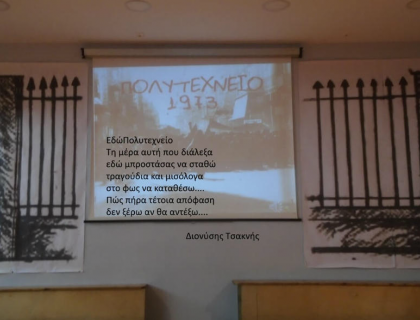 ΠΟΛΥΤΕΧΝΕΙΟ
1973
ΕδώΠολυτεχνείο
Τη μέρα αυτή που διάλεξα
εδώ μπροστάσας να σταθώ
τραγούδια και μισόλογα
στο φως να καταθέσω....
Πώς πήρα τέτοια απόφαση
δεν ξέρω αν θα αντέξω....
Διονύσης Τσακνής